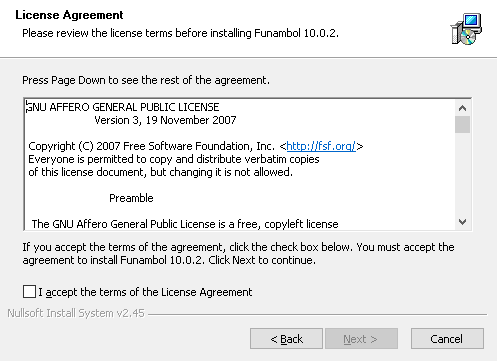 License Agreement
Please review the license terms before installing Funambol 10.0.2.
Press Page Down to see the rest of the agreement.
GNU AFFERO GENERAL PUBLIC LICENSE
Version 3, 19 November 2007
Copyright (C) 2007 Free Software Foundation, Inc. <http://fsf.org/>
Everyone is permitted to copy and distribute verbatim copies
of this license document, but changing it is not allowed.
Preamble
The GNU Affero General Public License is a free, copyleft license
If you accept the terms of the agreement, click the check box below. You must accept the
agreement to install Funambol 10.0.2. Click Next to continue.
I accept the terms of the License Agreement
Nullsoft Install System v2.45
< Back
Next >
Cancel